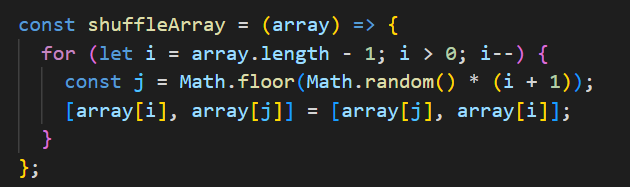 const shuffleArray = (array) => {
  for (let i = array.length - 1; i > 0; i--) {
    const j = Math.floor(Math.random() * (i + 1));
    [array[i], array[j]] = [array[j], array[i]];
  }
};